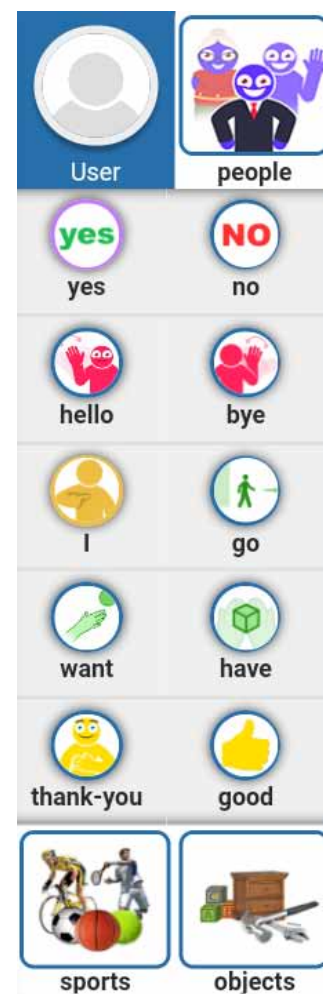 User people
yes NO
yes no
hello bye
I go
want have
thank-you good
sports objects